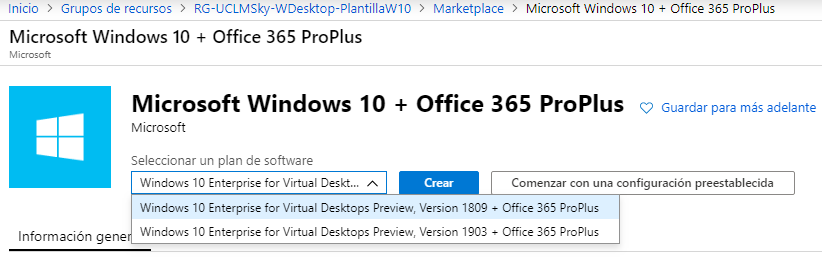 Inicio > Grupos de recursos > RG-UCLMSky-WDesktop-PlantillaW10 > Marketplace > Microsoft Windows 10 + Office 365 ProPlus
Microsoft Windows 10 + Office 365 ProPlus
Microsoft
Microsoft Windows 10 + Office 365 ProPlus ♡ Guardar para más adelante
Microsoft
Seleccionar un plan de software
Windows 10 Enterprise for Virtual Deskt... Crear Comenzar con una configuración preestablecida
Windows 10 Enterprise for Virtual Desktops Preview, Version 1809 + Office 365 ProPlus
Windows 10 Enterprise for Virtual Desktops Preview, Version 1903 + Office 365 ProPlus
Información gener